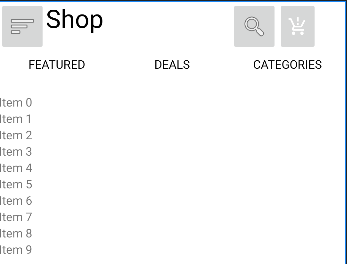 Shop
FEATURED DEALS CATEGORIES
Item 0
Item 1
Item 2
Item 3
Item 4
Item 5
Item 6
Item 7
Item 8
Item 9